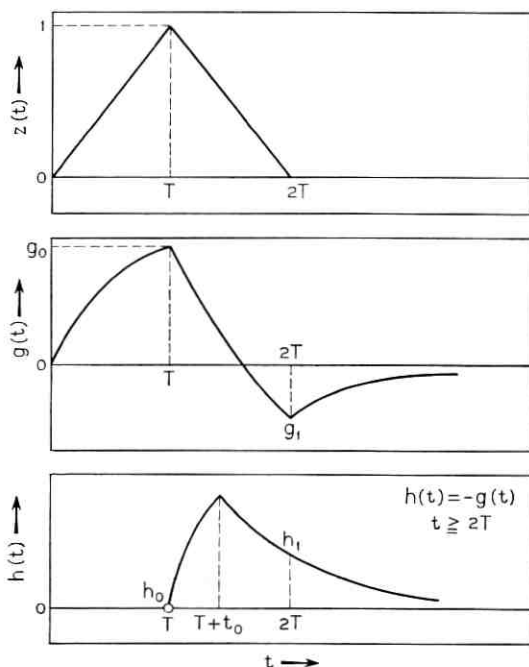 1
z(t)
0
T
2T
g₀
g(t)
0
T
2T
g₁
h(t) = -g(t)
t ≧ 2T
h(t)
h₁
h₀
0
T
T+t₀
2T
t